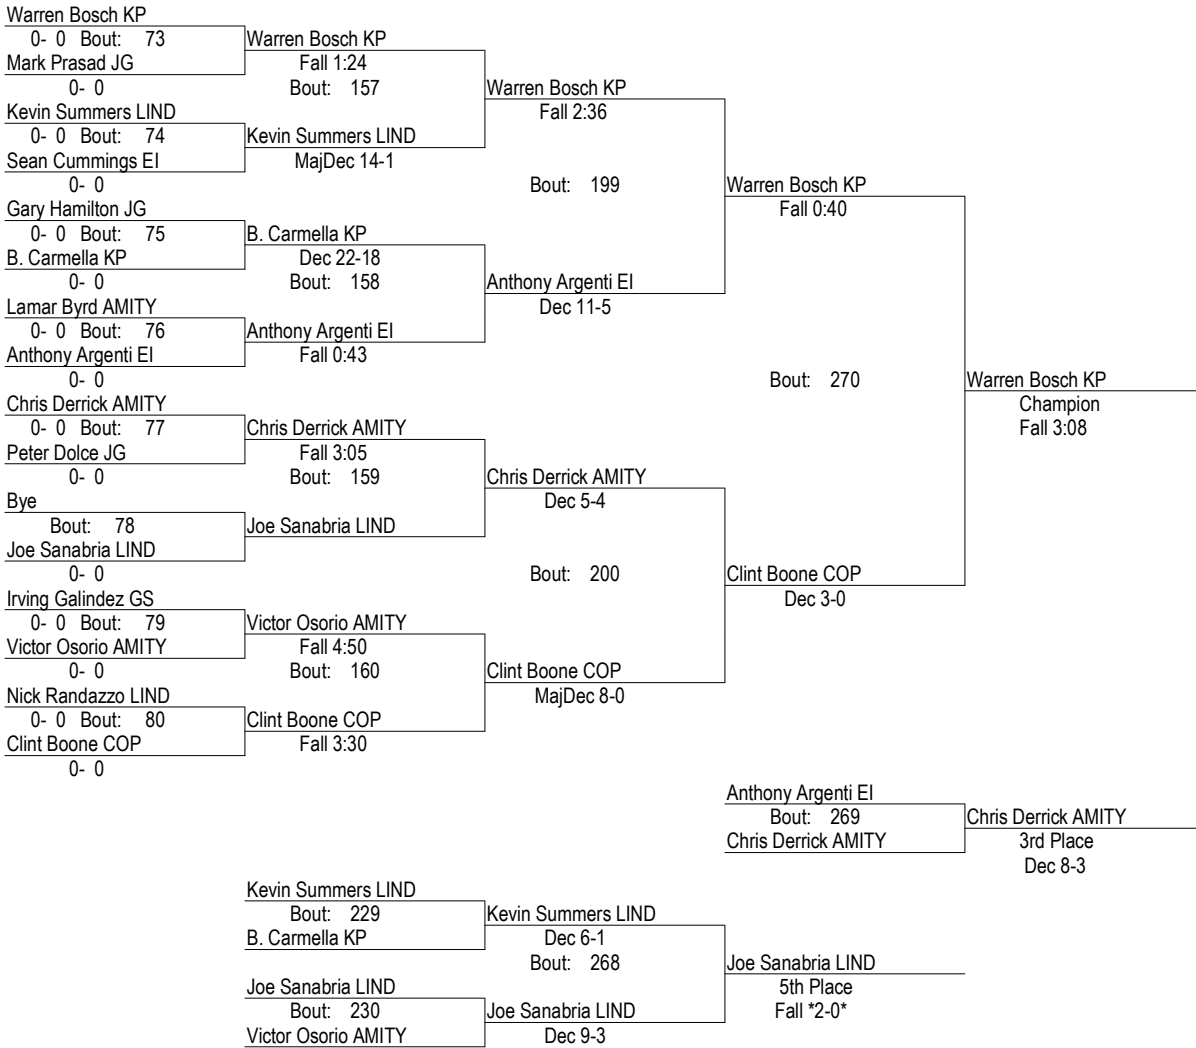 Warren Bosch KP
0- 0 Bout: 73
Warren Bosch KP
Mark Prasad JG
Fall 1:24
0- 0
Bout: 157
Warren Bosch KP
Kevin Summers LIND
Fall 2:36
0- 0 Bout: 74
Kevin Summers LIND
Sean Cummings EI
MajDec 14-1
0- 0
Bout: 199
Warren Bosch KP
Gary Hamilton JG
Fall 0:40
0- 0 Bout: 75
B. Carmella KP
B. Carmella KP
Dec 22-18
0- 0
Bout: 158
Anthony Argenti EI
Lamar Byrd AMITY
Dec 11-5
0- 0 Bout: 76
Anthony Argenti EI
Anthony Argenti EI
Fall 0:43
0- 0
Bout: 270
Warren Bosch KP
Chris Derrick AMITY
Champion
0- 0 Bout: 77
Chris Derrick AMITY
Fall 3:08
Peter Dolce JG
Fall 3:05
0- 0
Bout: 159
Chris Derrick AMITY
Bye
Dec 5-4
Bout: 78
Joe Sanabria LIND
Joe Sanabria LIND
0- 0
Bout: 200
Clint Boone COP
Irving Galindez GS
Dec 3-0
0- 0 Bout: 79
Victor Osorio AMITY
Victor Osorio AMITY
Fall 4:50
0- 0
Bout: 160
Clint Boone COP
Nick Randazzo LIND
MajDec 8-0
0- 0 Bout: 80
Clint Boone COP
Clint Boone COP
Fall 3:30
0- 0
Anthony Argenti EI
Bout: 269
Chris Derrick AMITY
Chris Derrick AMITY
3rd Place
Dec 8-3
Kevin Summers LIND
Bout: 229
Kevin Summers LIND
B. Carmella KP
Dec 6-1
Bout: 268
Joe Sanabria LIND
Joe Sanabria LIND
5th Place
Bout: 230
Joe Sanabria LIND
Fall *2-0*
Victor Osorio AMITY
Dec 9-3